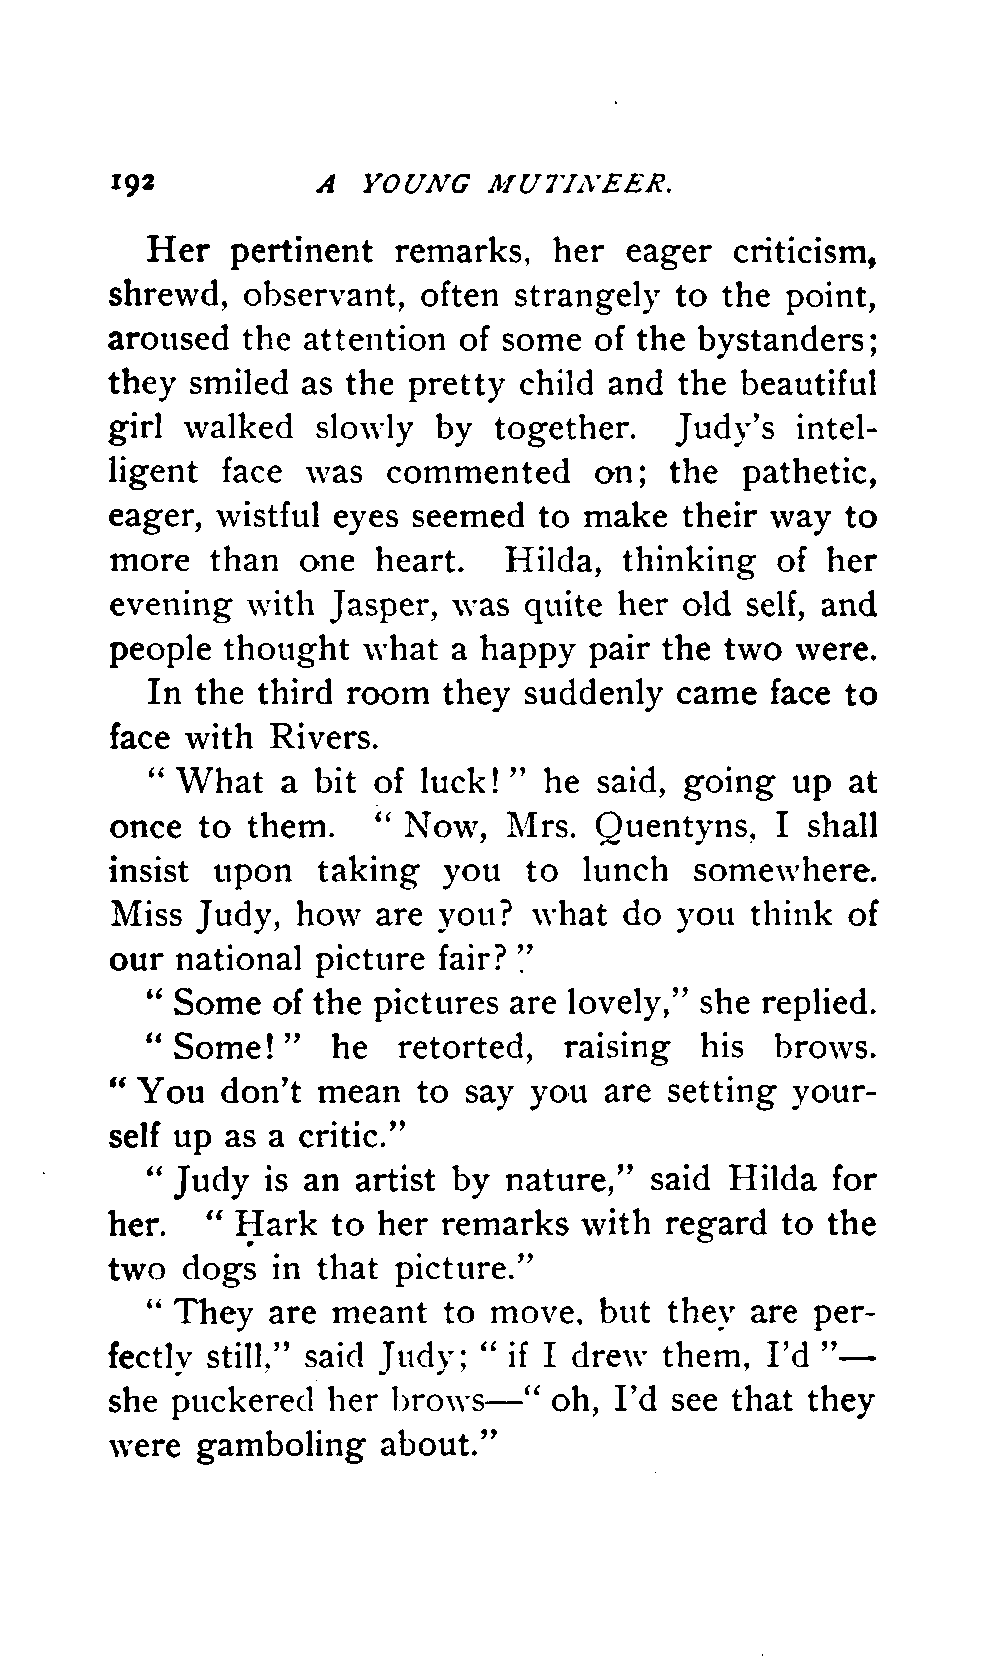 192 A YOUNG MUTINEER.
Her pertinent remarks, her eager criticism,
shrewd, observant, often strangely to the point,
aroused the attention of some of the bystanders;
they smiled as the pretty child and the beautiful
girl walked slowly by together. Judy's intel-
ligent face was commented on; the pathetic,
eager, wistful eyes seemed to make their way to
more than one heart. Hilda, thinking of her
evening with Jasper, was quite her old self, and
people thought what a happy pair the two were.
In the third room they suddenly came face to
face with Rivers.
"What a bit of luck!" he said, going up at
once to them. "Now, Mrs. Quentyns, I shall
insist upon taking you to lunch somewhere.
Miss Judy, how are you? what do you think of
our national picture fair?"
"Some of the pictures are lovely," she replied.
"Some!" he retorted, raising his brows.
"You don't mean to say you are setting your-
self up as a critic."
"Judy is an artist by nature," said Hilda for
her. "Hark to her remarks with regard to the
two dogs in that picture."
"They are meant to move, but they are per-
fectly still," said Judy; "if I drew them, I'd"—
she puckered her brows—"oh, I'd see that they
were gamboling about."